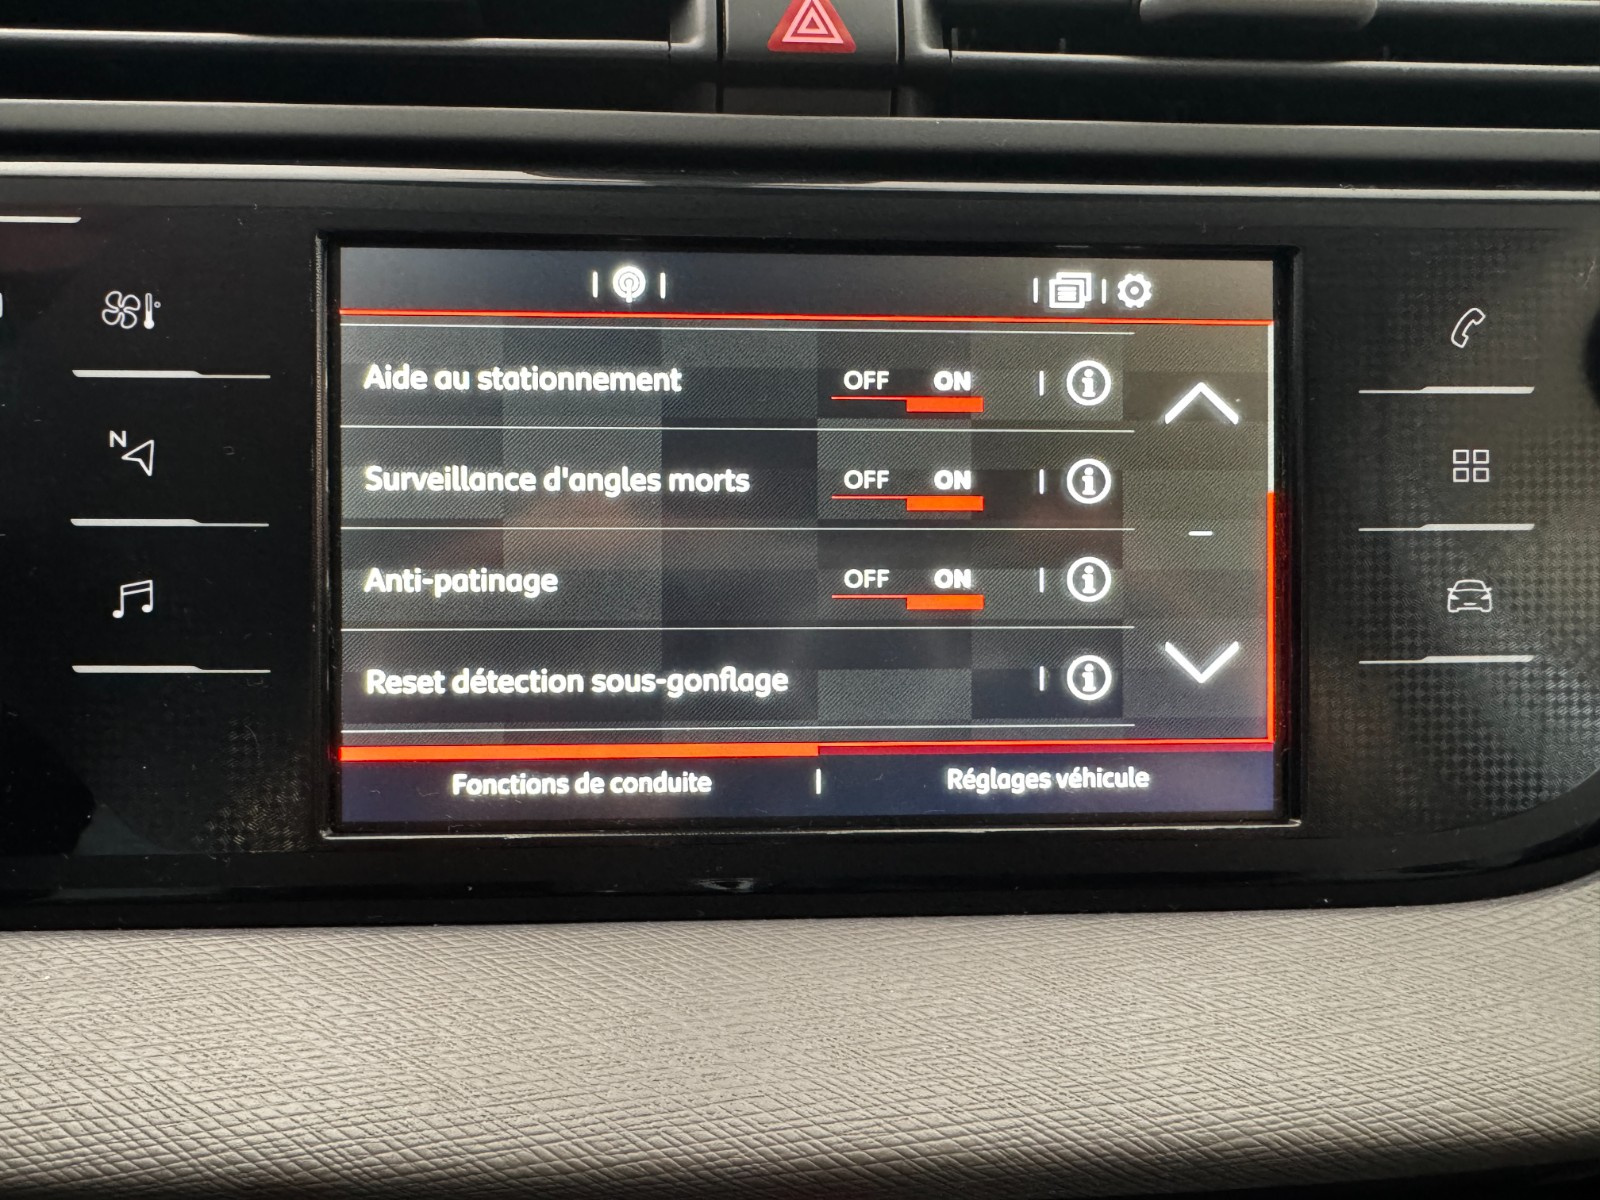 Aide au stationnement OFF ON
Surveillance d'angles morts OFF ON
N
Anti-patinage OFF ON
Reset détection sous-gonflage
Fonctions de conduite Réglages véhicule